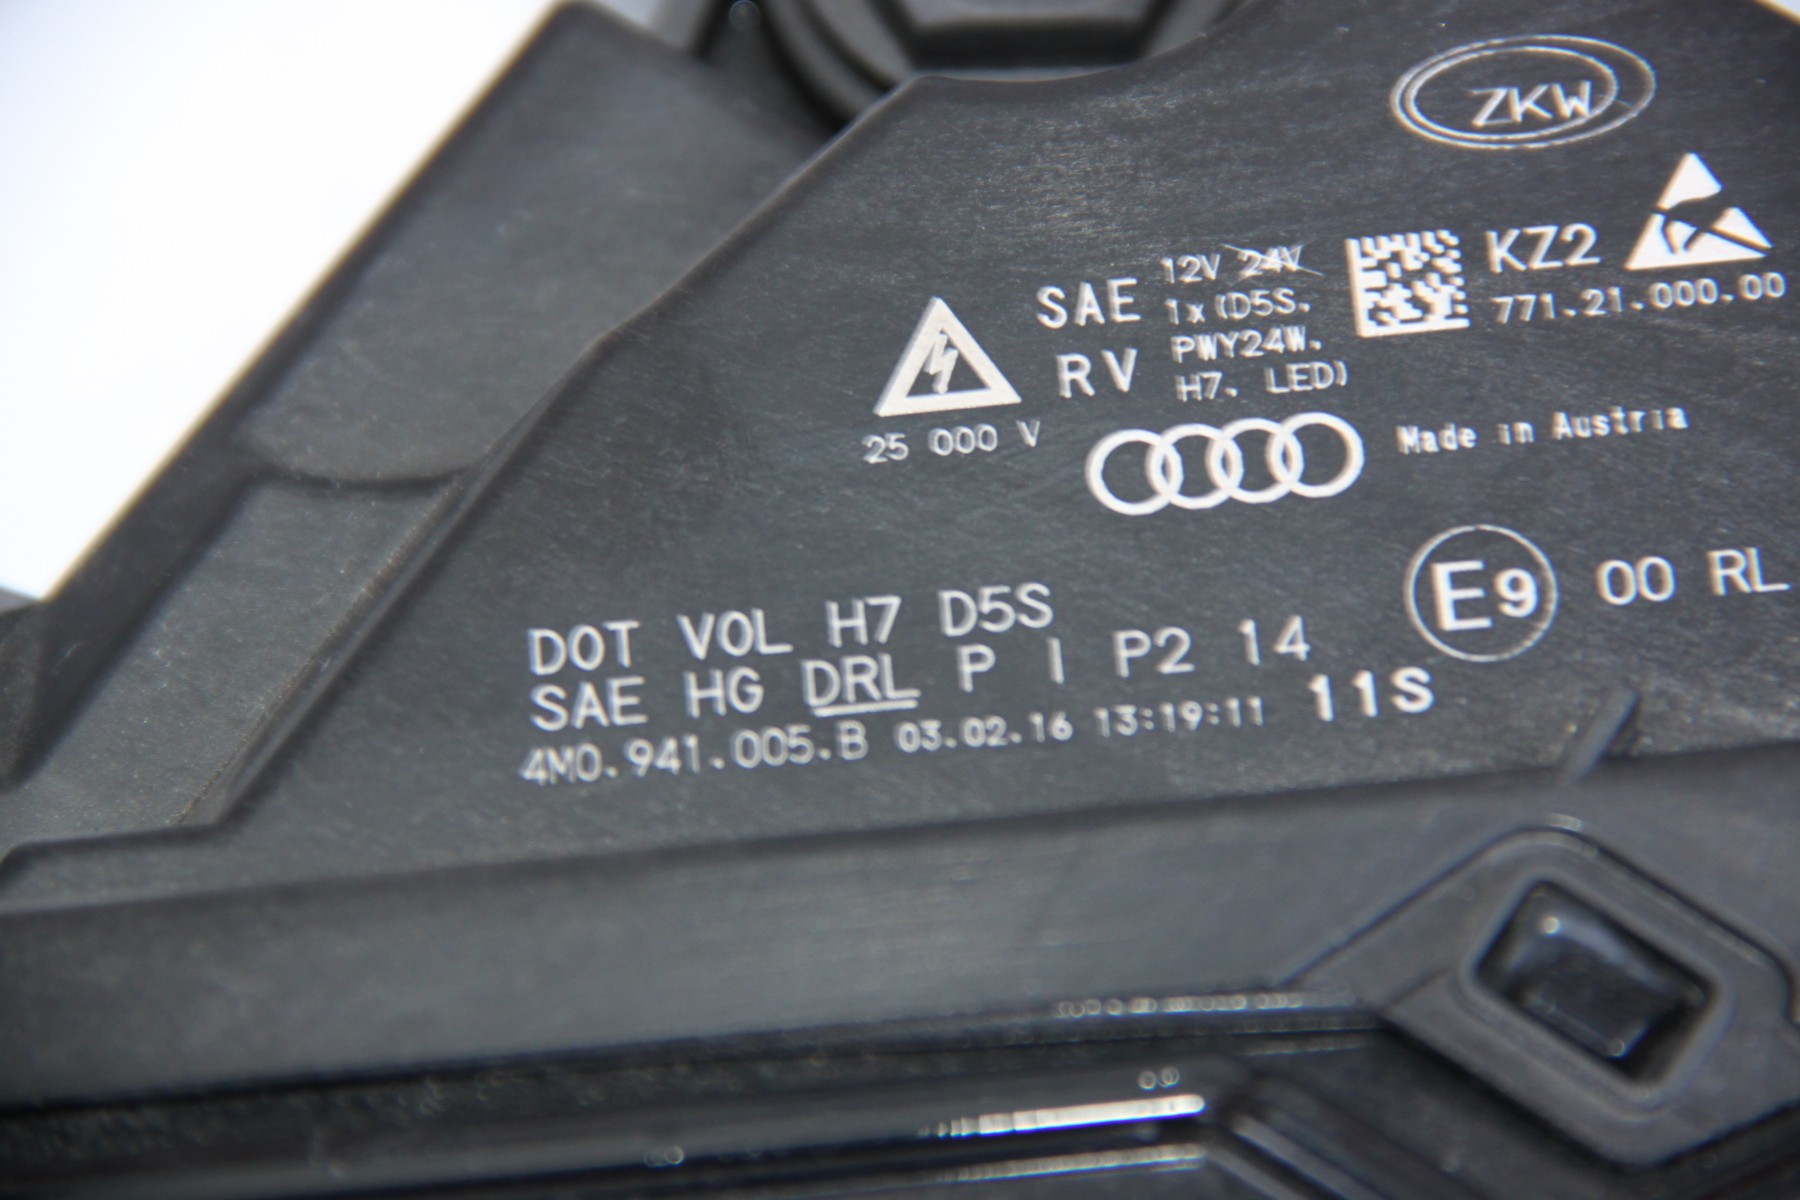 ZKW
KZ2
771.21.000.00
SAE
RV
12V 24V
1x (D5S,
PWY24W,
H7, LED)
25 000 V
Made in Austria
E9 00 RL
DOT VOL H7 D5S
SAE HG DRL P I P2 14
4M0.941.005.B 03.02.16 13:19:11 11S